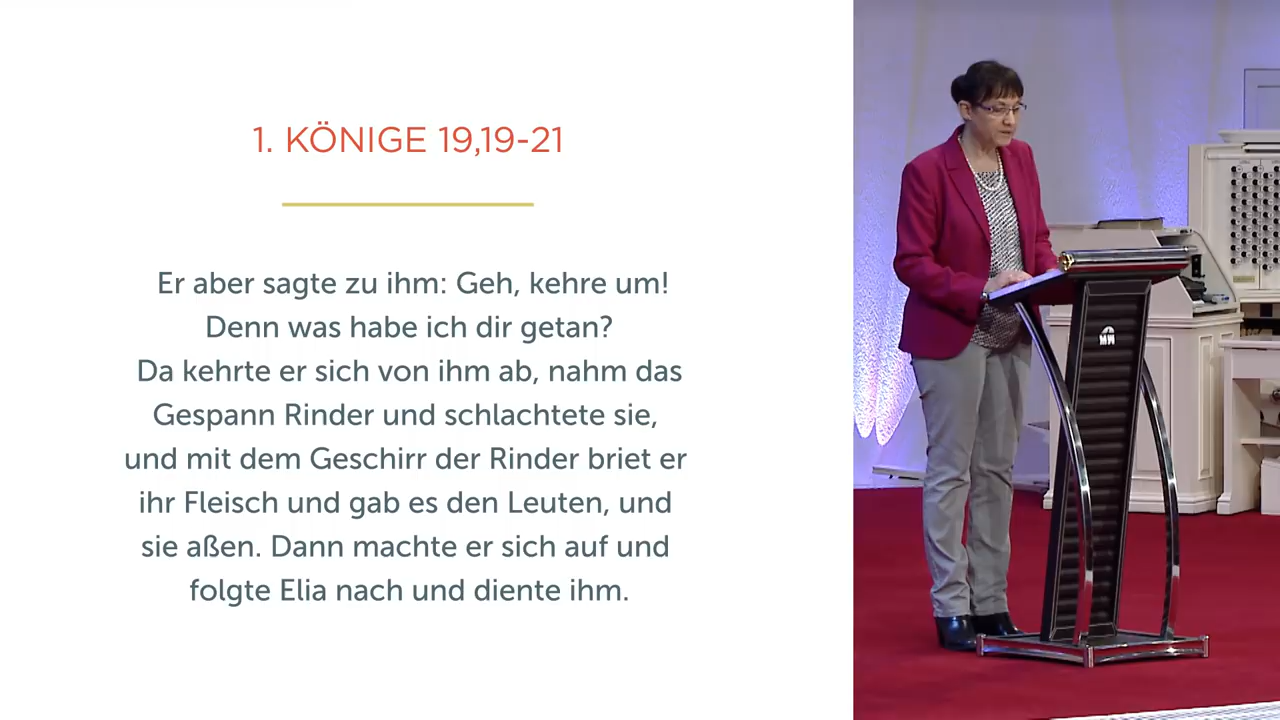 1. KÖNIGE 19,19-21
Er aber sagte zu ihm: Geh, kehre um!
Denn was habe ich dir getan?
Da kehrte er sich von ihm ab, nahm das
Gespann Rinder und schlachtete sie,
und mit dem Geschirr der Rinder briet er
ihr Fleisch und gab es den Leuten, und
sie aßen. Dann machte er sich auf und
folgte Elia nach und diente ihm.